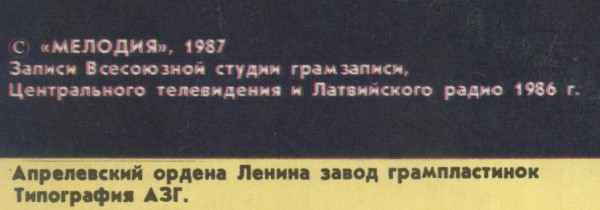 © «МЕЛОДИЯ», 1987
Записи Всесоюзной студии грамзаписи,
Центрального телевидения и Латвийского радио 1986 г.
Апрелевский ордена Ленина завод грампластинок
Типография АЗГ.